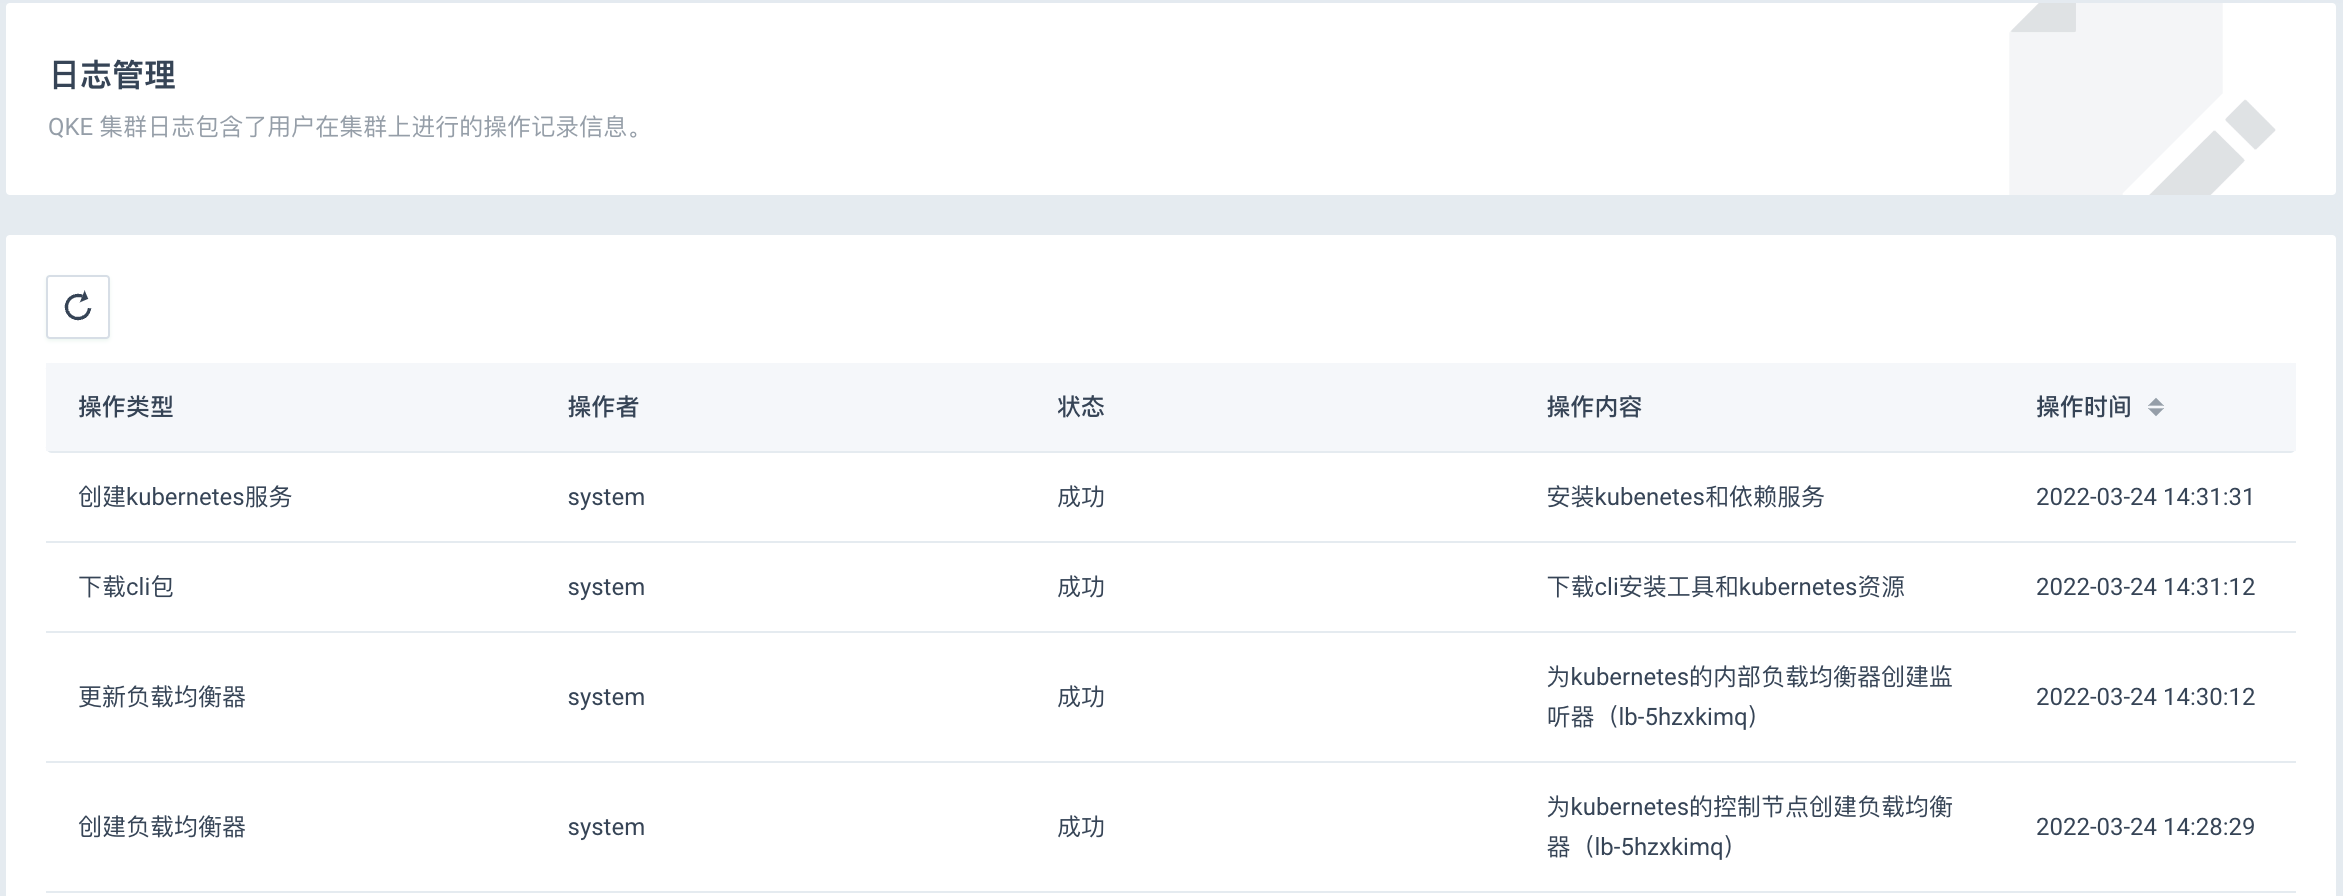 日志管理
QKE 集群日志包含了用户在集群上进行的操作记录信息。
操作类型 操作者 状态 操作内容 操作时间
创建kubernetes服务 system 成功 安装kubenetes和依赖服务 2022-03-24 14:31:31
下载cli包 system 成功 下载cli安装工具和kubernetes资源 2022-03-24 14:31:12
更新负载均衡器 system 成功 为kubernetes的内部负载均衡器创建监 2022-03-24 14:30:12
听器（lb-5hzxkimq）
创建负载均衡器 system 成功 为kubernetes的控制节点创建负载均衡 2022-03-24 14:28:29
器（lb-5hzxkimq）